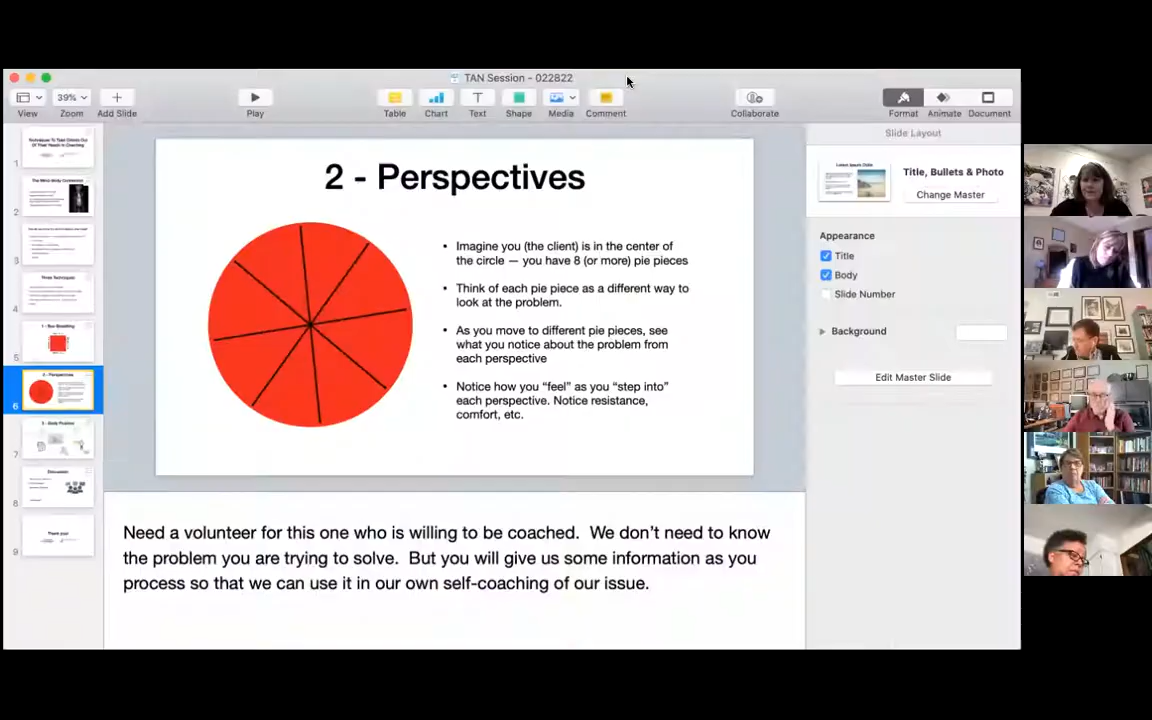 TAN Session - 022822
39%
View
Zoom
Add Slide
Play
Table
Chart
Text
Shape
Media
Comment
Collaborate
Format
Animate
Document
Slide Layout
Title, Bullets & Photo
Change Master
Appearance
Title
Body
Slide Number
Background
Edit Master Slide
1
2
3
4
5
6
7
8
9
Three Techniques
2 - Perspectives
Discussion
Thank you!
2 - Perspectives
• Imagine you (the client) is in the center of
the circle — you have 8 (or more) pie pieces
• Think of each pie piece as a different way to
look at the problem.
• As you move to different pie pieces, see
what you notice about the problem from
each perspective
• Notice how you “feel” as you “step into”
each perspective. Notice resistance,
comfort, etc.
Need a volunteer for this one who is willing to be coached. We don’t need to know
the problem you are trying to solve. But you will give us some information as you
process so that we can use it in our own self-coaching of our issue.